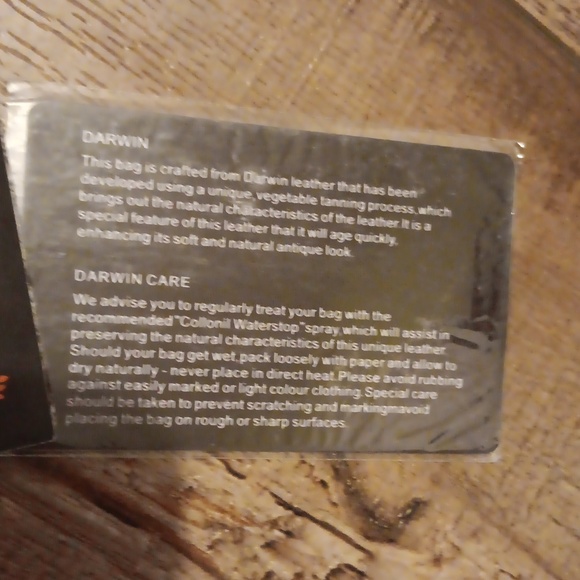 DARWIN
This bag is crafted from Darwin leather that has been
developed using a unique, vegetable tanning process, which
brings out the natural characteristics of the leather. It is a
special feature of this leather that it will age quickly,
enhancing its soft and natural antique look.
DARWIN CARE
We advise you to regularly treat your bag with the
recommended "Collonil Waterstop" spray, which will assist in
preserving the natural characteristics of this unique leather.
Should your bag get wet, pack loosely with paper and allow to
dry naturally - never place in direct heat. Please avoid rubbing
against easily marked or light colour clothing. Special care
should be taken to prevent scratching and markingmavoid
placing the bag on rough or sharp surfaces.